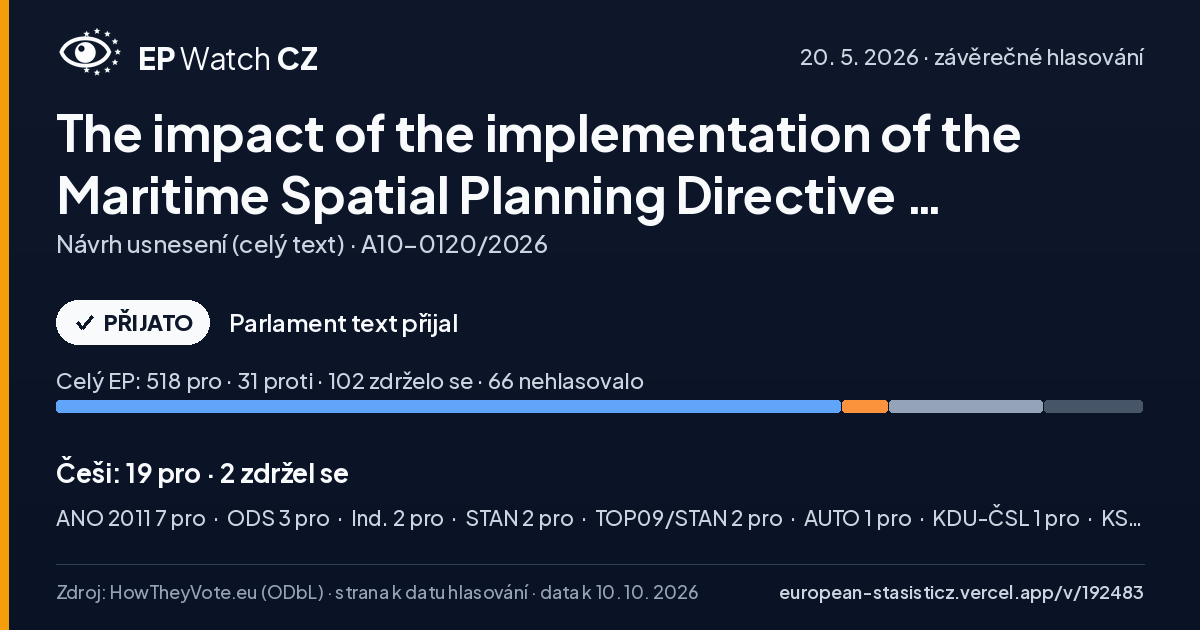 EP Watch CZ
20. 5. 2026 · závěrečné hlasování
The impact of the implementation of the
Maritime Spatial Planning Directive …
Návrh usnesení (celý text) · A10-0120/2026
✓ PŘIJATO Parlament text přijal
Celý EP: 518 pro · 31 proti · 102 zdrželo se · 66 nehlasovalo
Češi: 19 pro · 2 zdržel se
ANO 2011 7 pro · ODS 3 pro · Ind. 2 pro · STAN 2 pro · TOP09/STAN 2 pro · AUTO 1 pro · KDU-ČSL 1 pro · KS…
Zdroj: HowTheyVote.eu (ODbL) · strana k datu hlasování · data k 10. 10. 2026
european-stasisticz.vercel.app/v/192483